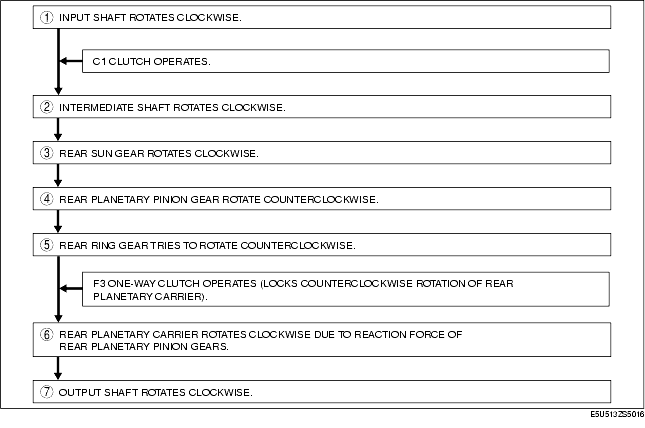 ① INPUT SHAFT ROTATES CLOCKWISE.
C1 CLUTCH OPERATES.
② INTERMEDIATE SHAFT ROTATES CLOCKWISE.
③ REAR SUN GEAR ROTATES CLOCKWISE.
④ REAR PLANETARY PINION GEAR ROTATE COUNTERCLOCKWISE.
⑤ REAR RING GEAR TRIES TO ROTATE COUNTERCLOCKWISE.
F3 ONE-WAY CLUTCH OPERATES (LOCKS COUNTERCLOCKWISE ROTATION OF REAR
PLANETARY CARRIER).
⑥ REAR PLANETARY CARRIER ROTATES CLOCKWISE DUE TO REACTION FORCE OF
REAR PLANETARY PINION GEARS.
⑦ OUTPUT SHAFT ROTATES CLOCKWISE.
E5U513ZS5016